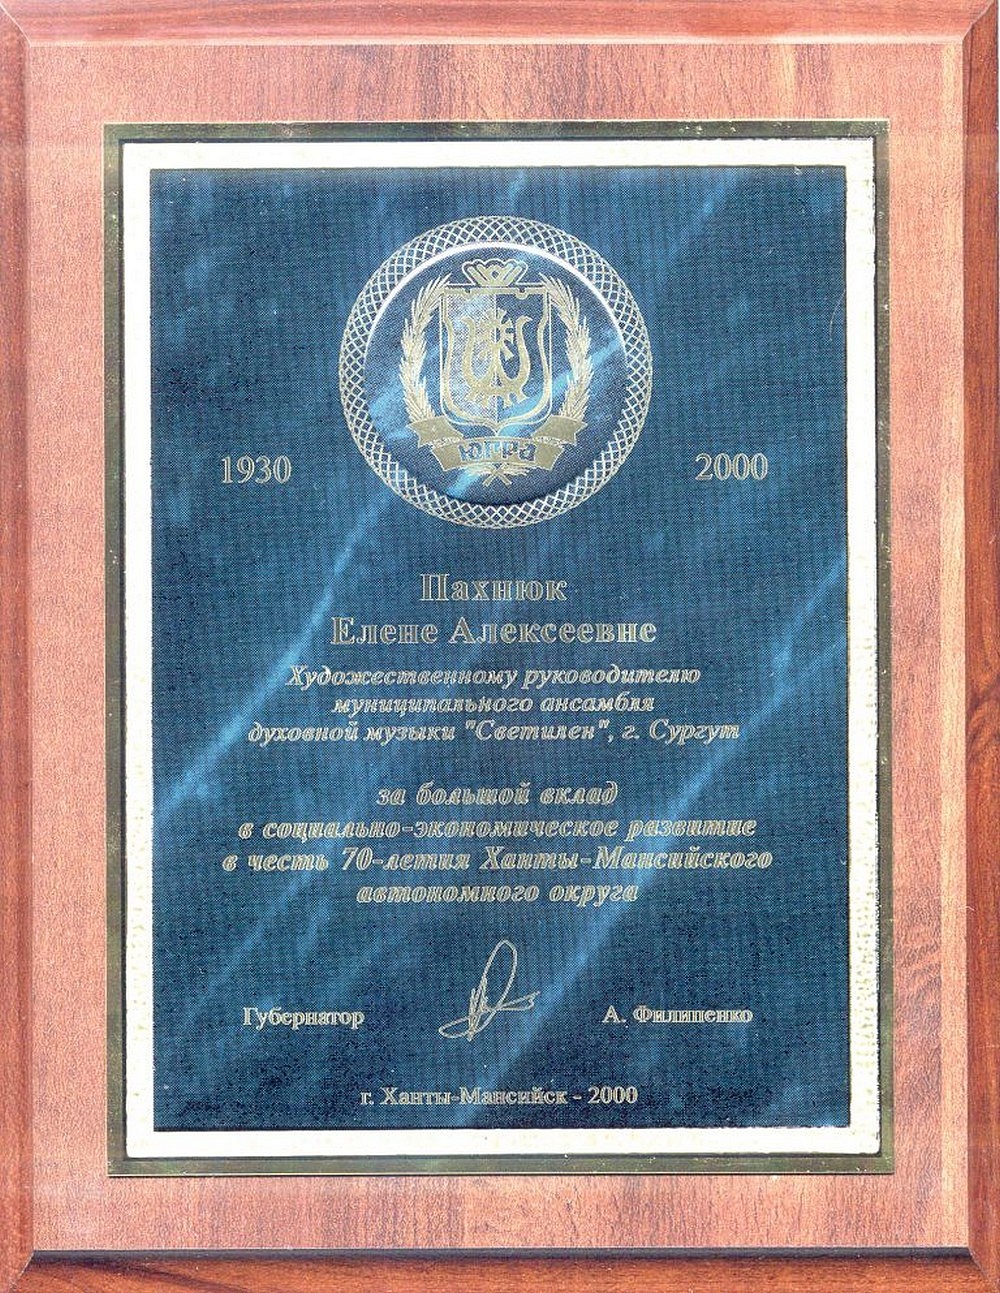 ЮГРА
1930
2000
Пахнюк
Елене Алексеевне
Художественному руководителю
муниципального ансамбля
духовной музыки "Светилен", г. Сургут
за большой вклад
в социально-экономическое развитие
в честь 70-летия Ханты-Мансийского
автономного округа
Губернатор
А. Филипенко
г. Ханты-Мансийск - 2000